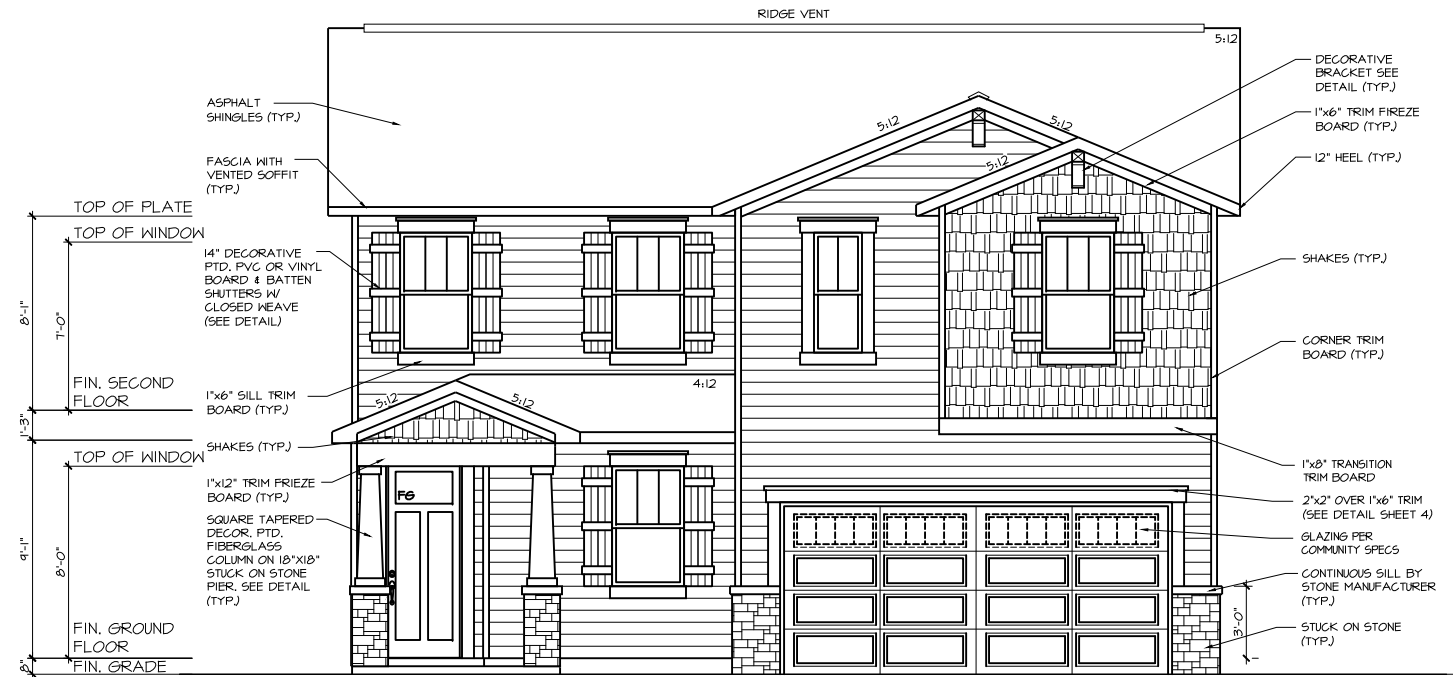 RIDGE VENT
5:12
DECORATIVE
BRACKET SEE
DETAIL (TYP.)
ASPHALT
SHINGLES (TYP.)
1"x6" TRIM FIREZE
BOARD (TYP.)
5:12
5:12
5:12
12" HEEL (TYP.)
FASCIA WITH
VENTED SOFFIT
(TYP.)
TOP OF PLATE
TOP OF WINDOW
14" DECORATIVE
PTD. PVC OR VINYL
BOARD & BATTEN
SHUTTERS W/
CLOSED WEAVE
(SEE DETAIL)
SHAKES (TYP.)
8'-1"
7'-0"
CORNER TRIM
BOARD (TYP.)
FIN. SECOND
FLOOR
4:12
1"x6" SILL TRIM
BOARD (TYP.)
5:12
5:12
1'-3"
SHAKES (TYP.)
TOP OF WINDOW
1"x8" TRANSITION
TRIM BOARD
1"x12" TRIM FRIEZE
BOARD (TYP.)
FG
2"x2" OVER 1"x6" TRIM
(SEE DETAIL SHEET 4)
SQUARE TAPERED
DECOR. PTD.
FIBERGLASS
COLUMN ON 18"X18"
STUCK ON STONE
PIER. SEE DETAIL
(TYP.)
GLAZING PER
COMMUNITY SPECS
9'-1"
8'-0"
CONTINUOUS SILL BY
STONE MANUFACTURER
(TYP.)
3'-0"
STUCK ON STONE
(TYP.)
FIN. GROUND
FLOOR
FIN. GRADE
8"